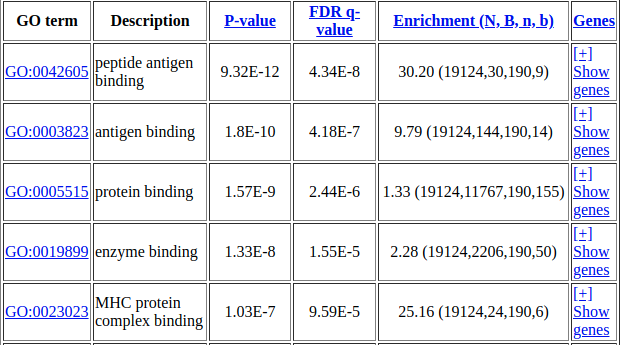 GO term Description P-value FDR q-value Enrichment (N, B, n, b) Genes
GO:0042605 peptide antigen binding 9.32E-12 4.34E-8 30.20 (19124,30,190,9) [+] Show genes
GO:0003823 antigen binding 1.8E-10 4.18E-7 9.79 (19124,144,190,14) [+] Show genes
GO:0005515 protein binding 1.57E-9 2.44E-6 1.33 (19124,11767,190,155) [+] Show genes
GO:0019899 enzyme binding 1.33E-8 1.55E-5 2.28 (19124,2206,190,50) [+] Show genes
GO:0023023 MHC protein complex binding 1.03E-7 9.59E-5 25.16 (19124,24,190,6) [+] Show genes